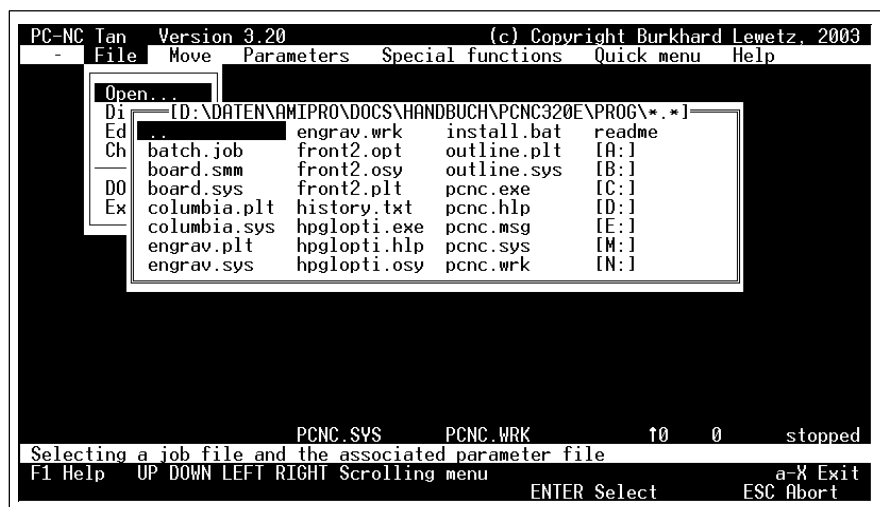 PC-NC Tan Version 3.20 (c) Copyright Burkhard Lewetz, 2003
- File Move Parameters Special functions Quick menu Help
Open...
Di [D:\DATEN\AMIPRO\DOCS\HANDBUCH\PCNC320E\PROG\*.*]
Ed .. engrav.wrk install.bat readme
Ch batch.job front2.opt outline.plt [A:]
board.smm front2.osy outline.sys [B:]
DO board.sys front2.plt pcnc.exe [C:]
Ex columbia.plt history.txt pcnc.hlp [D:]
columbia.sys hpglopti.exe pcnc.msg [E:]
engrav.plt hpglopti.hlp pcnc.sys [M:]
engrav.sys hpglopti.osy pcnc.wrk [N:]
PCNC.SYS PCNC.WRK ↑0 0 stopped
Selecting a job file and the associated parameter file
F1 Help UP DOWN LEFT RIGHT Scrolling menu a-X Exit
ENTER Select ESC Abort